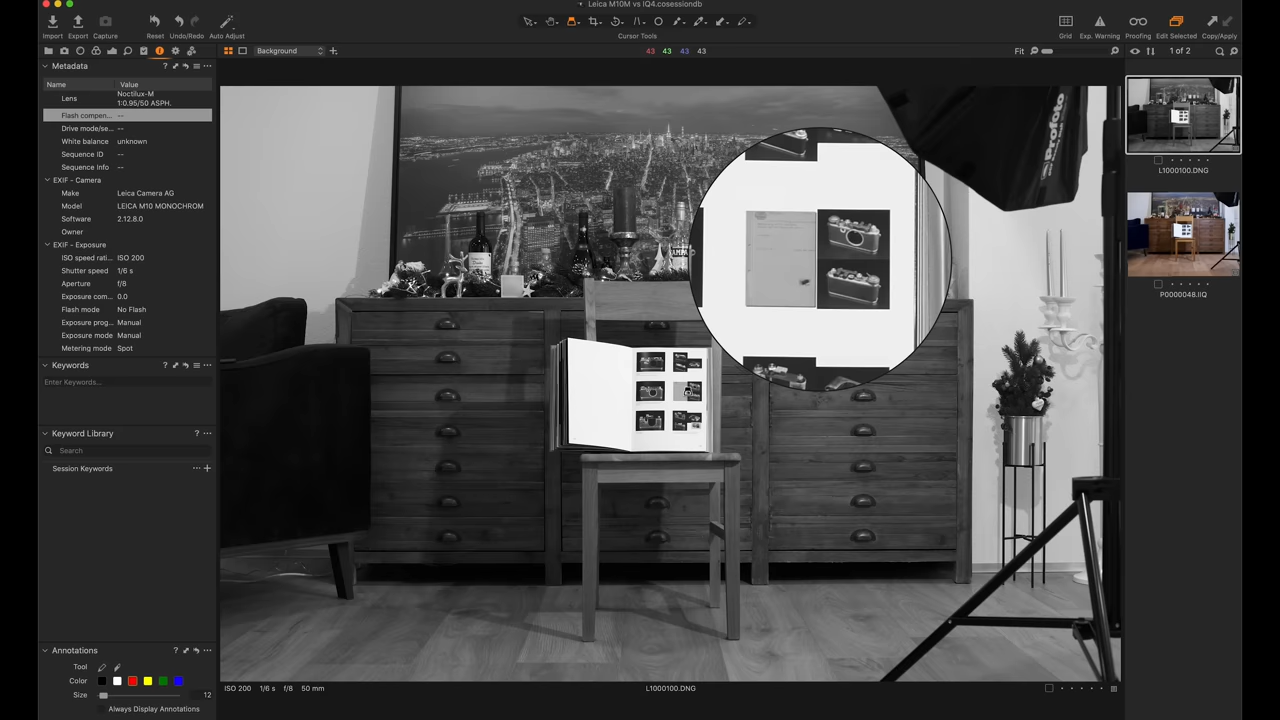 Leica M10M vs IQ4.cosessiondb
Import Export Capture Reset Undo/Redo Auto Adjust Cursor Tools Grid Exp. Warning Proofing Edit Selected Copy/Apply
Background 43 43 43 43 Fit 1 of 2
Metadata
Name Value
Lens Noctilux-M
1:0.95/50 ASPH.
Flash compen... --
Drive mode/se... --
White balance unknown
Sequence ID --
Sequence Info --
EXIF - Camera
Make Leica Camera AG
Model LEICA M10 MONOCHROM
Software 2.12.8.0
Owner
EXIF - Exposure
ISO speed rati... ISO 200
Shutter speed 1/6 s
Aperture f/8
Exposure com... 0.0
Flash mode No Flash
Exposure prog... Manual
Exposure mode Manual
Metering mode Spot
Keywords
Enter Keywords...
Keyword Library
Search
Session Keywords
Annotations
Tool
Color
Size 12
Always Display Annotations
Profoto
ISO 200 1/6 s f/8 50 mm L1000100.DNG
L1000100.DNG
P0000048.IIQ